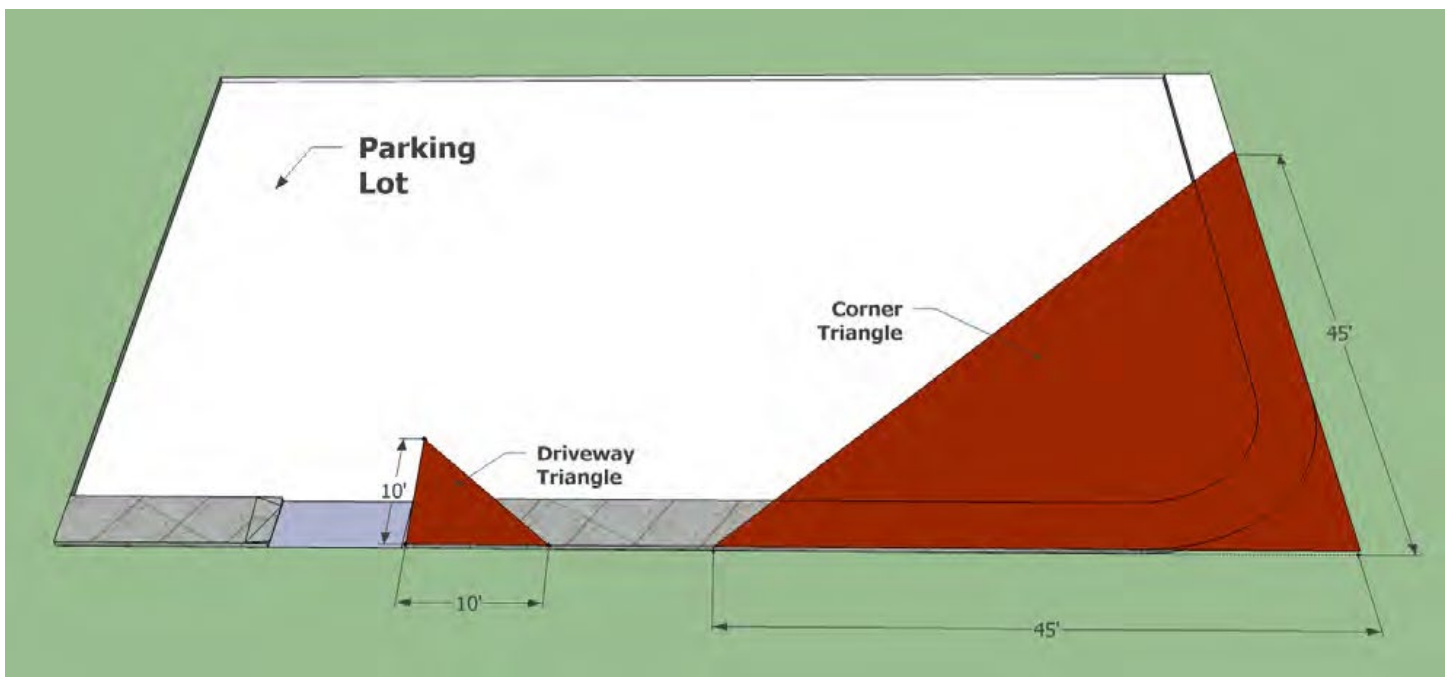 Parking
Lot
Corner
Triangle
45'
Driveway
Triangle
10'
10'
45'